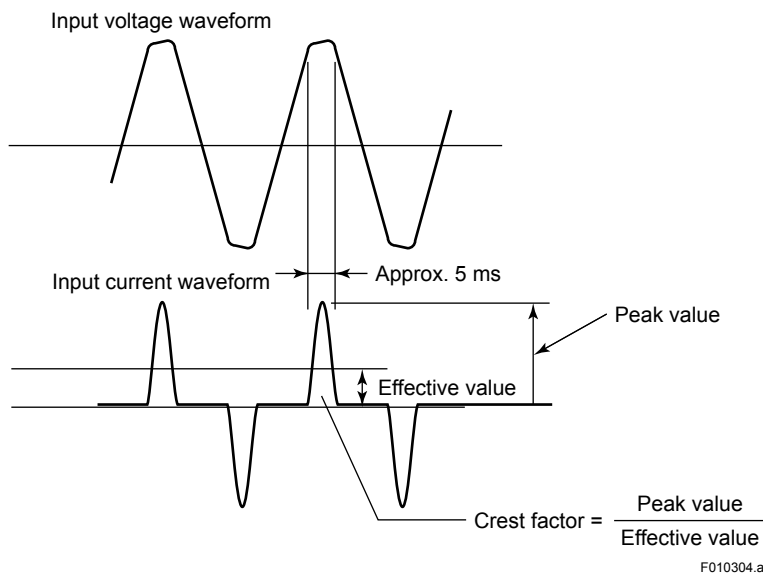 Input voltage waveform
Input current waveform
Approx. 5 ms
Peak value
Effective value
Crest factor =
Peak value
Effective value
F010304.a